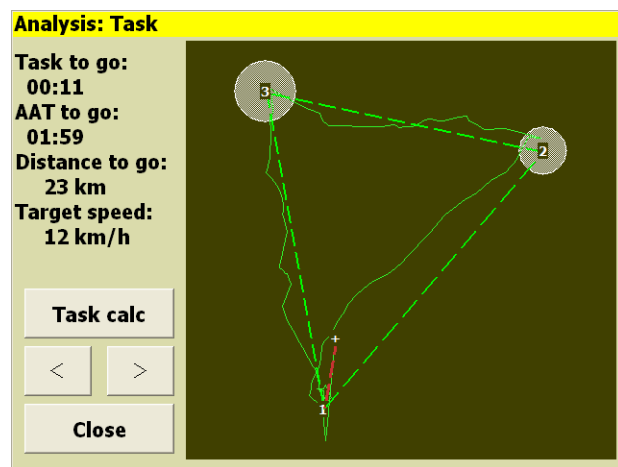 Analysis: Task
Task to go:
00:11
AAT to go:
01:59
Distance to go:
23 km
Target speed:
12 km/h
Task calc
< >
Close
3
2
+
1